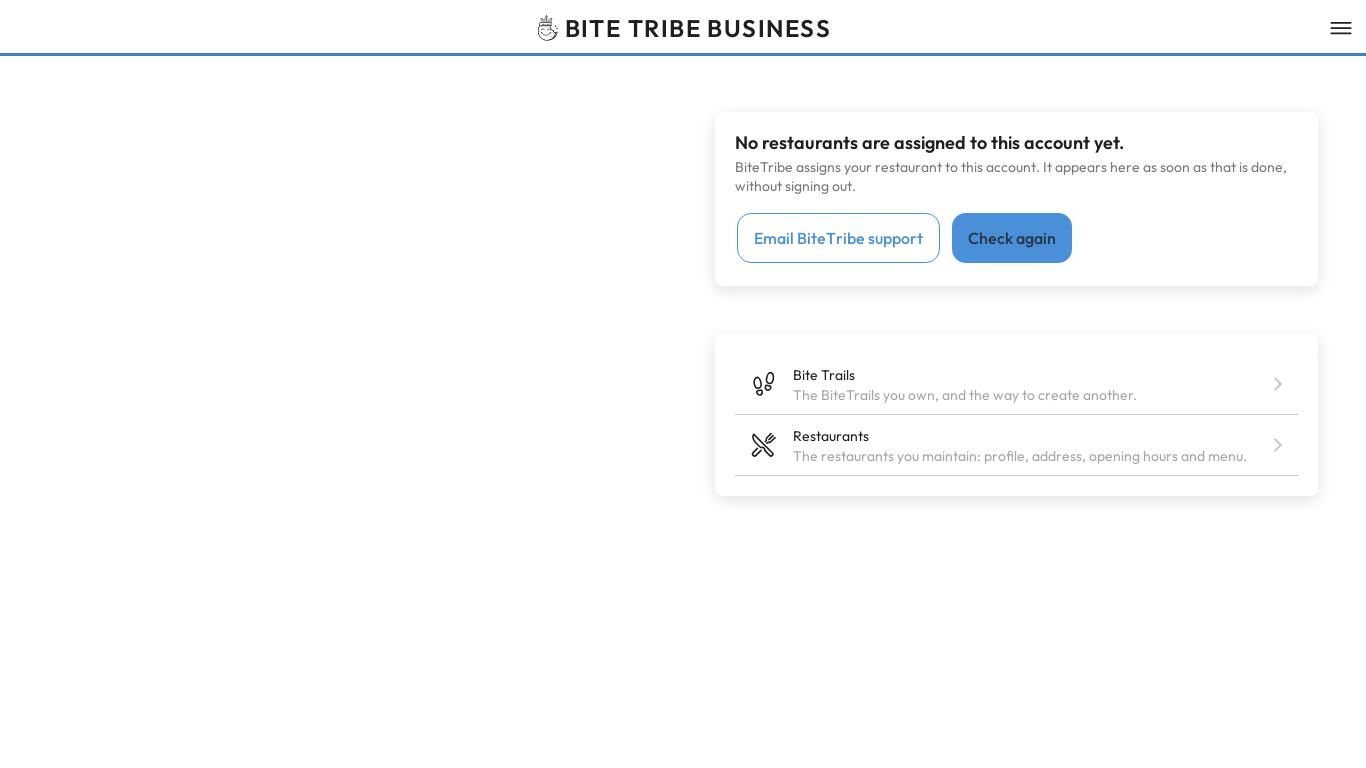 BITE TRIBE BUSINESS
No restaurants are assigned to this account yet.
BiteTribe assigns your restaurant to this account. It appears here as soon as that is done,
without signing out.
Email BiteTribe support
Check again
Bite Trails
The BiteTrails you own, and the way to create another.
Restaurants
The restaurants you maintain: profile, address, opening hours and menu.